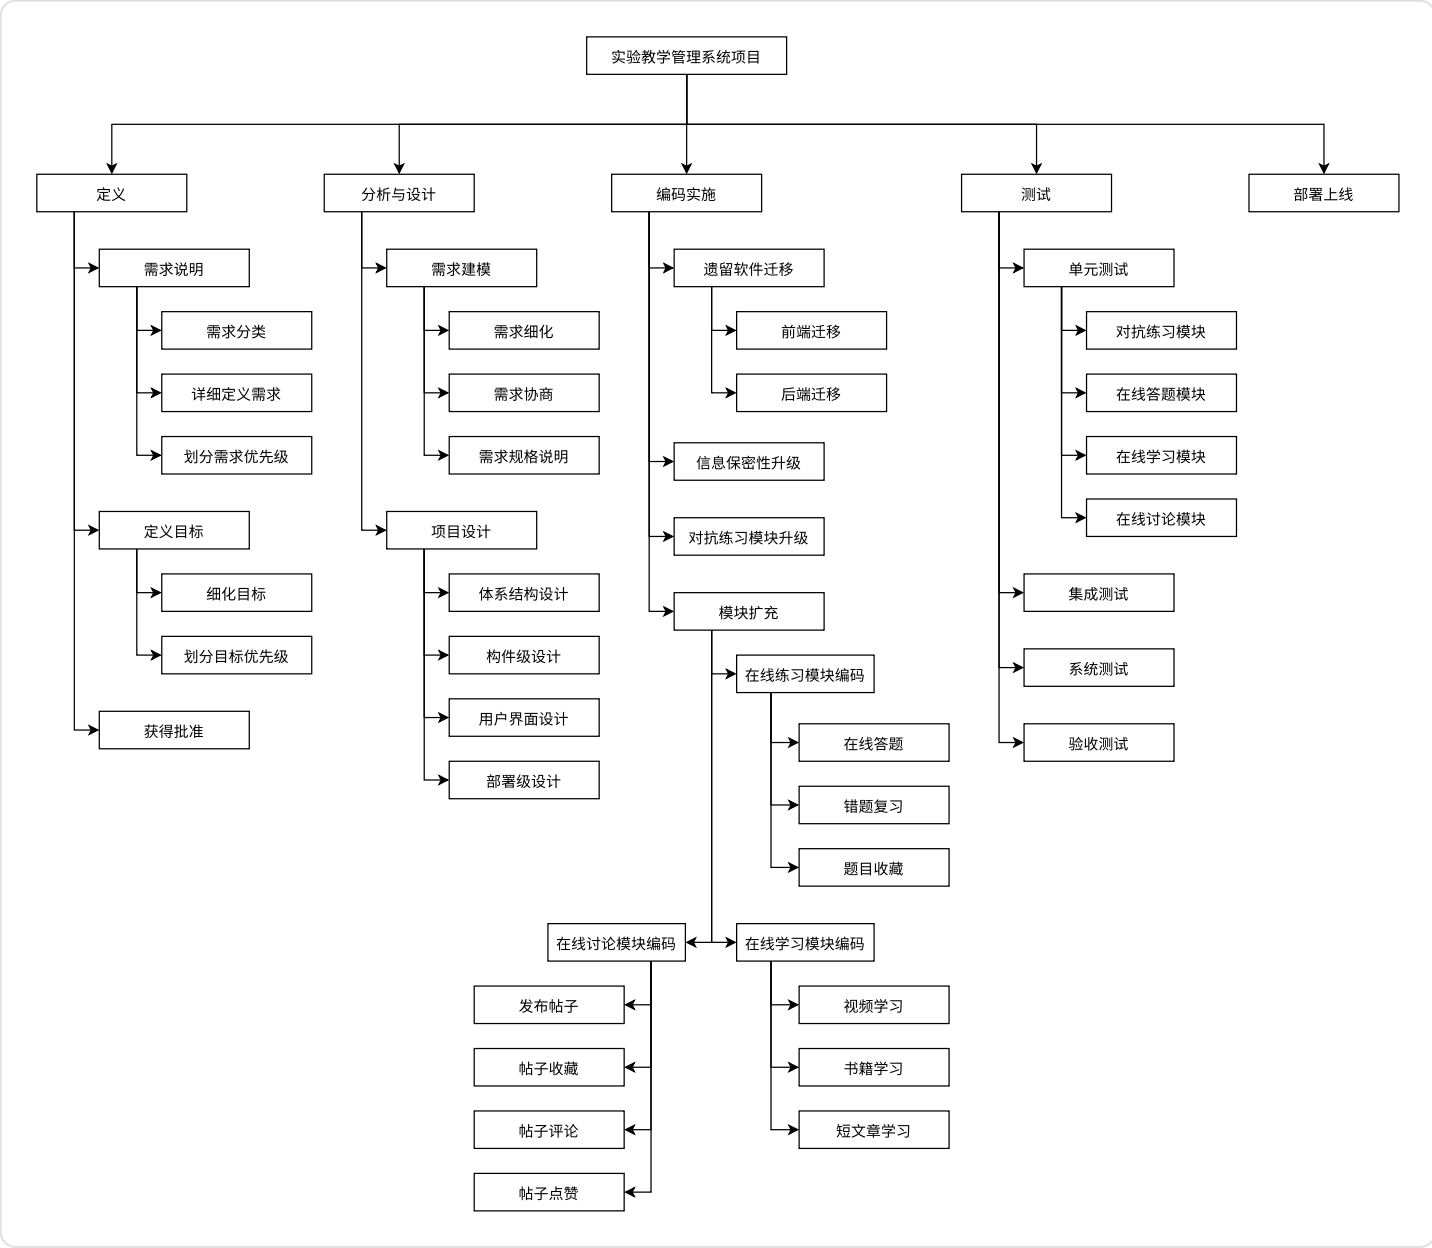 实验教学管理系统项目
定义
需求说明
需求分类
详细定义需求
划分需求优先级
定义目标
细化目标
划分目标优先级
获得批准
分析与设计
需求建模
需求细化
需求协商
需求规格说明
项目设计
体系结构设计
构件级设计
用户界面设计
部署级设计
编码实施
遗留软件迁移
前端迁移
后端迁移
信息保密性升级
对抗练习模块升级
模块扩充
在线练习模块编码
在线答题
错题复习
题目收藏
在线讨论模块编码
发布帖子
帖子收藏
帖子评论
帖子点赞
在线学习模块编码
视频学习
书籍学习
短文章学习
测试
单元测试
对抗练习模块
在线答题模块
在线学习模块
在线讨论模块
集成测试
系统测试
验收测试
部署上线